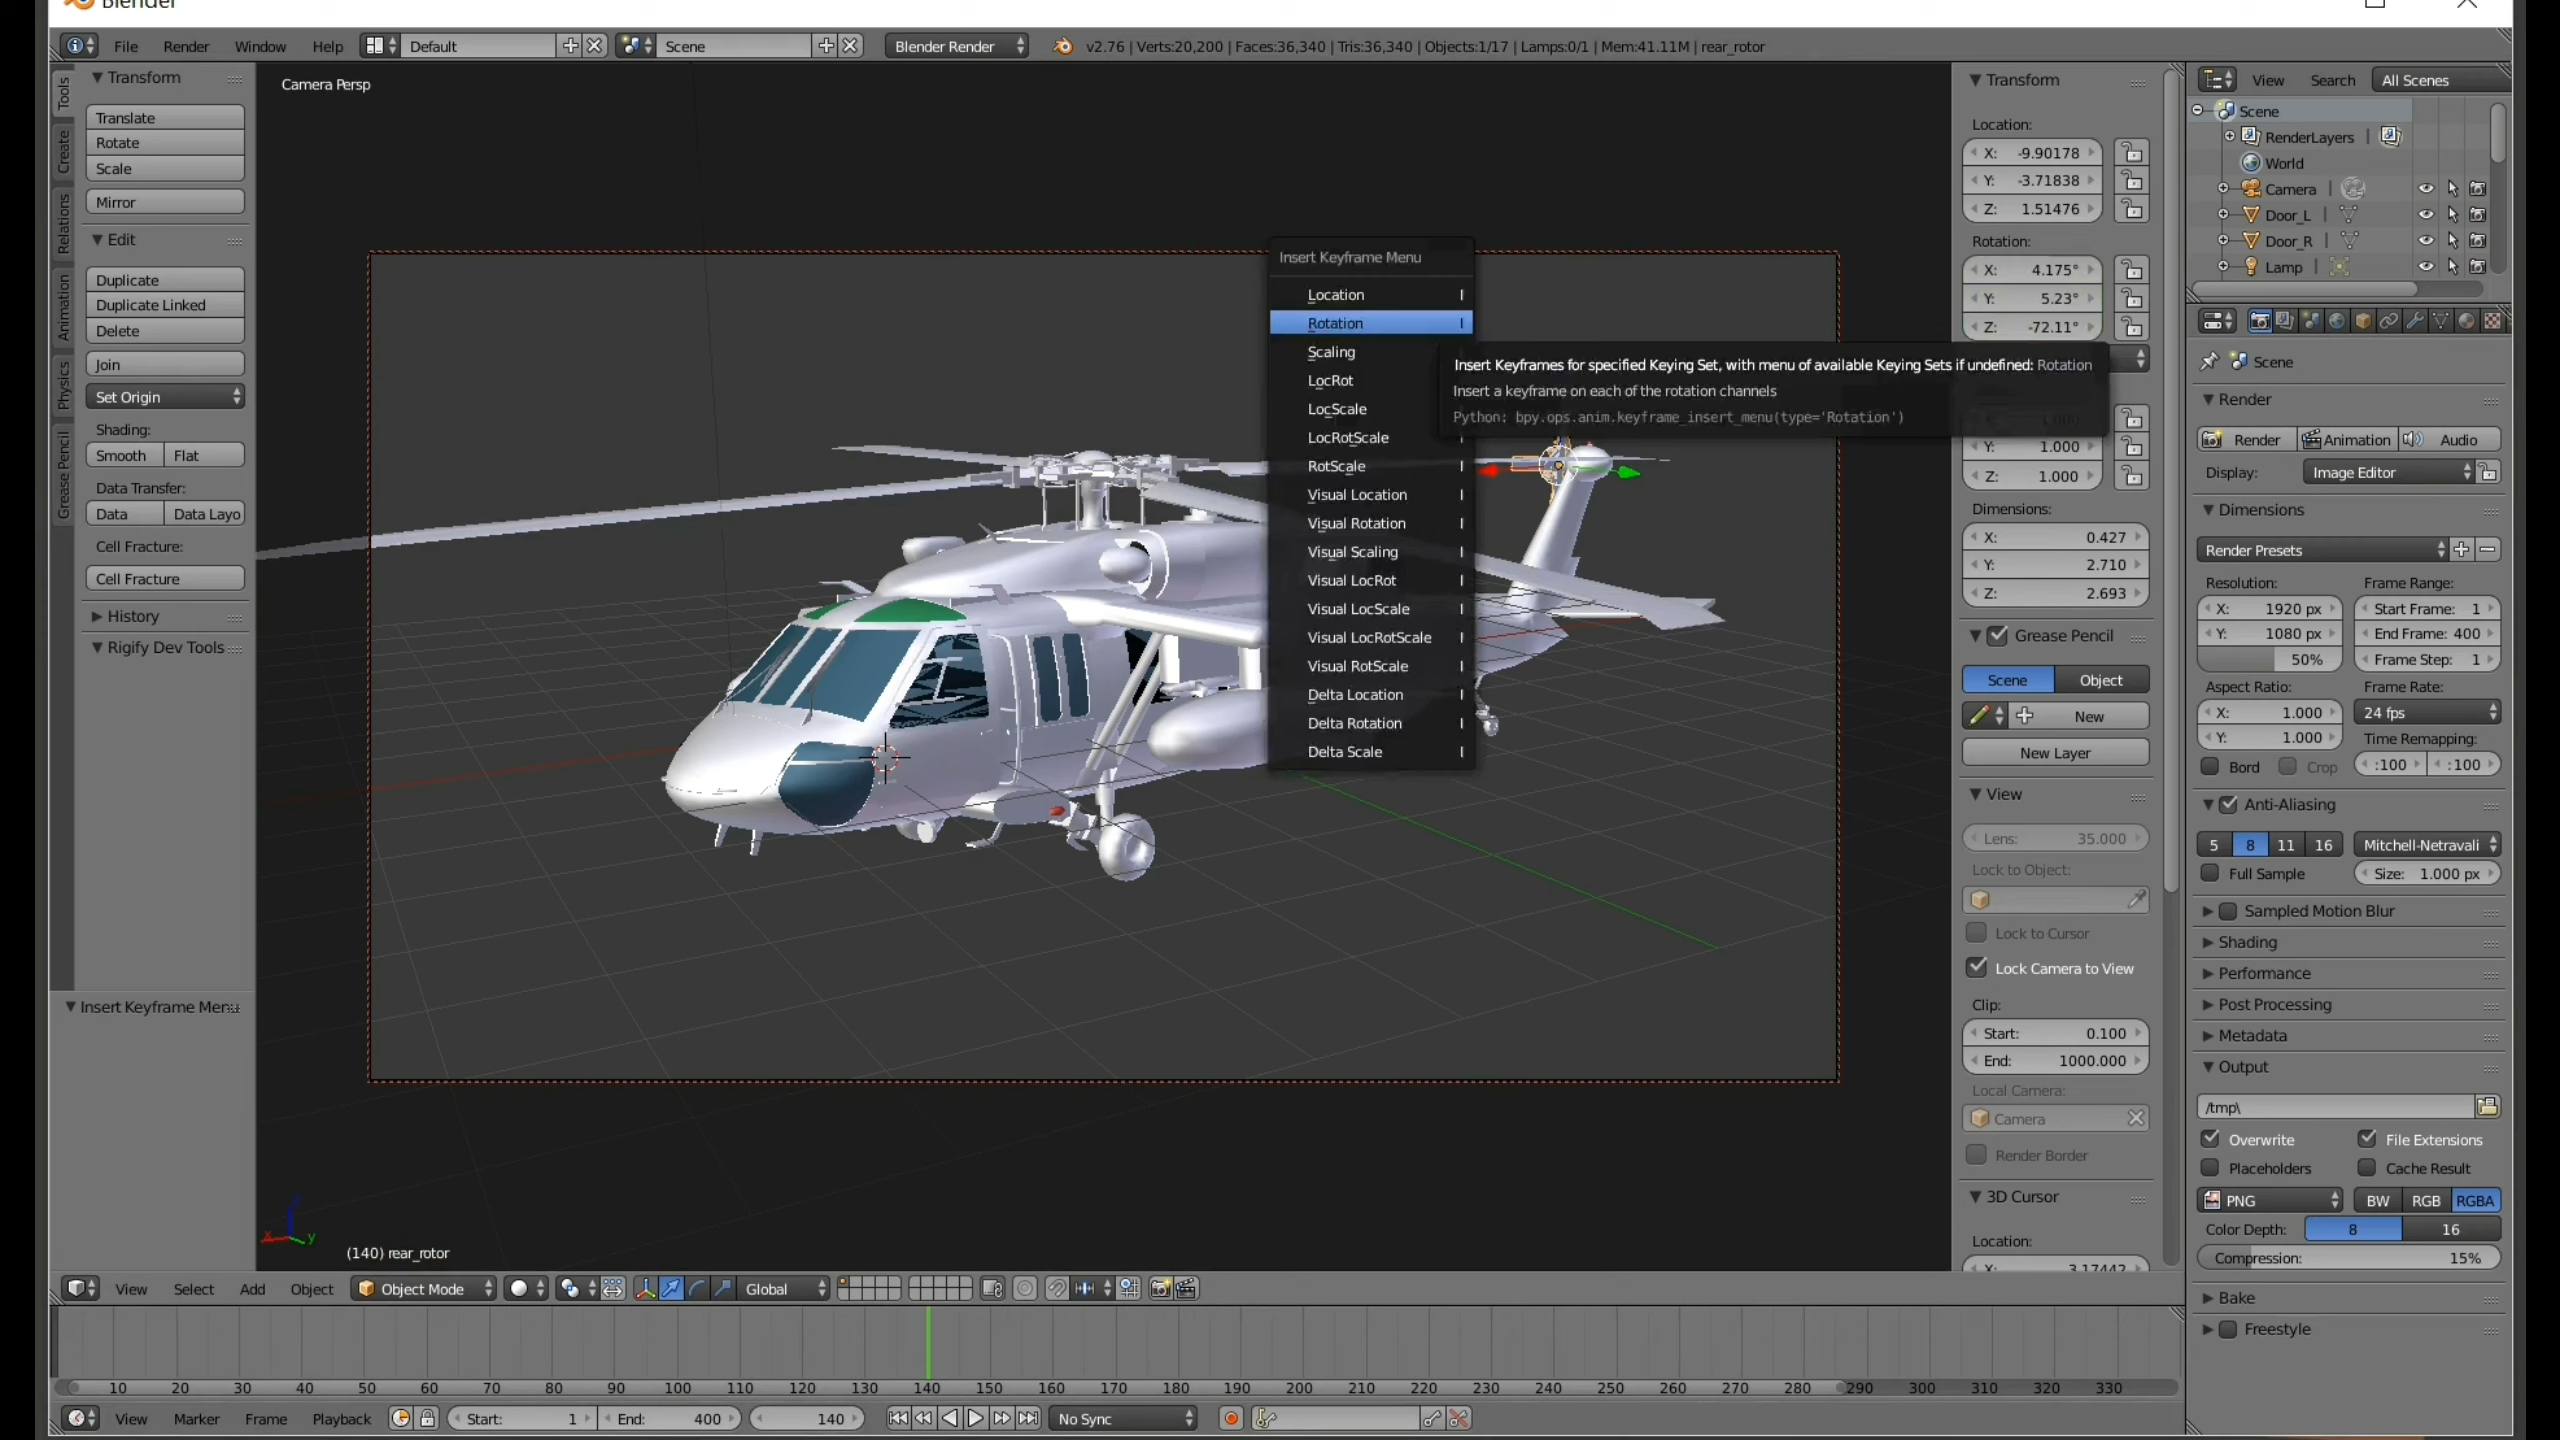 Blender
File Render Window Help Default Scene Blender Render v2.76 | Verts:20,200 | Faces:36,340 | Tris:36,340 | Objects:1/17 | Lamps:0/1 | Mem:41.11M | rear_rotor
Tools
Create
Relations
Animation
Physics
Grease Pencil
Transform
Translate
Rotate
Scale
Mirror
Edit
Duplicate
Duplicate Linked
Delete
Join
Set Origin
Shading:
Smooth Flat
Data Transfer:
Data Data Layo
Cell Fracture:
Cell Fracture
History
Rigify Dev Tools
Insert Keyframe Menu
Camera Persp
Insert Keyframe Menu
Location I
Rotation I
Scaling
LocRot
LocScale
LocRotScale I
RotScale I
Visual Location I
Visual Rotation I
Visual Scaling I
Visual LocRot I
Visual LocScale I
Visual LocRotScale I
Visual RotScale I
Delta Location I
Delta Rotation I
Delta Scale I
Insert Keyframes for specified Keying Set, with menu of available Keying Sets if undefined: Rotation
Insert a keyframe on each of the rotation channels
Python: bpy.ops.anim.keyframe_insert_menu(type='Rotation')
x y
(140) rear_rotor
Transform
Location:
X: -9.90178
Y: -3.71838
Z: 1.51476
Rotation:
X: 4.175°
Y: 5.23°
Z: -72.11°
Y: 1.000
Z: 1.000
Dimensions:
X: 0.427
Y: 2.710
Z: 2.693
Grease Pencil
Scene Object
New
New Layer
View
Lens: 35.000
Lock to Object:
Lock to Cursor
Lock Camera to View
Clip:
Start: 0.100
End: 1000.000
Local Camera:
Camera
Render Border
3D Cursor
Location:
X: 3.17442
View Search All Scenes
Scene
RenderLayers |
World
Camera |
Door_L |
Door_R |
Lamp |
Scene
Render
Render Animation Audio
Display: Image Editor
Dimensions
Render Presets
Resolution: Frame Range:
X: 1920 px Start Frame: 1
Y: 1080 px End Frame: 400
50% Frame Step: 1
Aspect Ratio: Frame Rate:
X: 1.000 24 fps
Y: 1.000 Time Remapping:
Bord Crop :100 :100
Anti-Aliasing
5 8 11 16 Mitchell-Netravali
Full Sample Size: 1.000 px
Sampled Motion Blur
Shading
Performance
Post Processing
Metadata
Output
/tmp\
Overwrite File Extensions
Placeholders Cache Result
PNG BW RGB RGBA
Color Depth: 8 16
Compression: 15%
Bake
Freestyle
View Select Add Object Object Mode Global
10 20 30 40 50 60 70 80 90 100 110 120 130 140 150 160 170 180 190 200 210 220 230 240 250 260 270 280 290 300 310 320 330
View Marker Frame Playback Start: 1 End: 400 140 No Sync